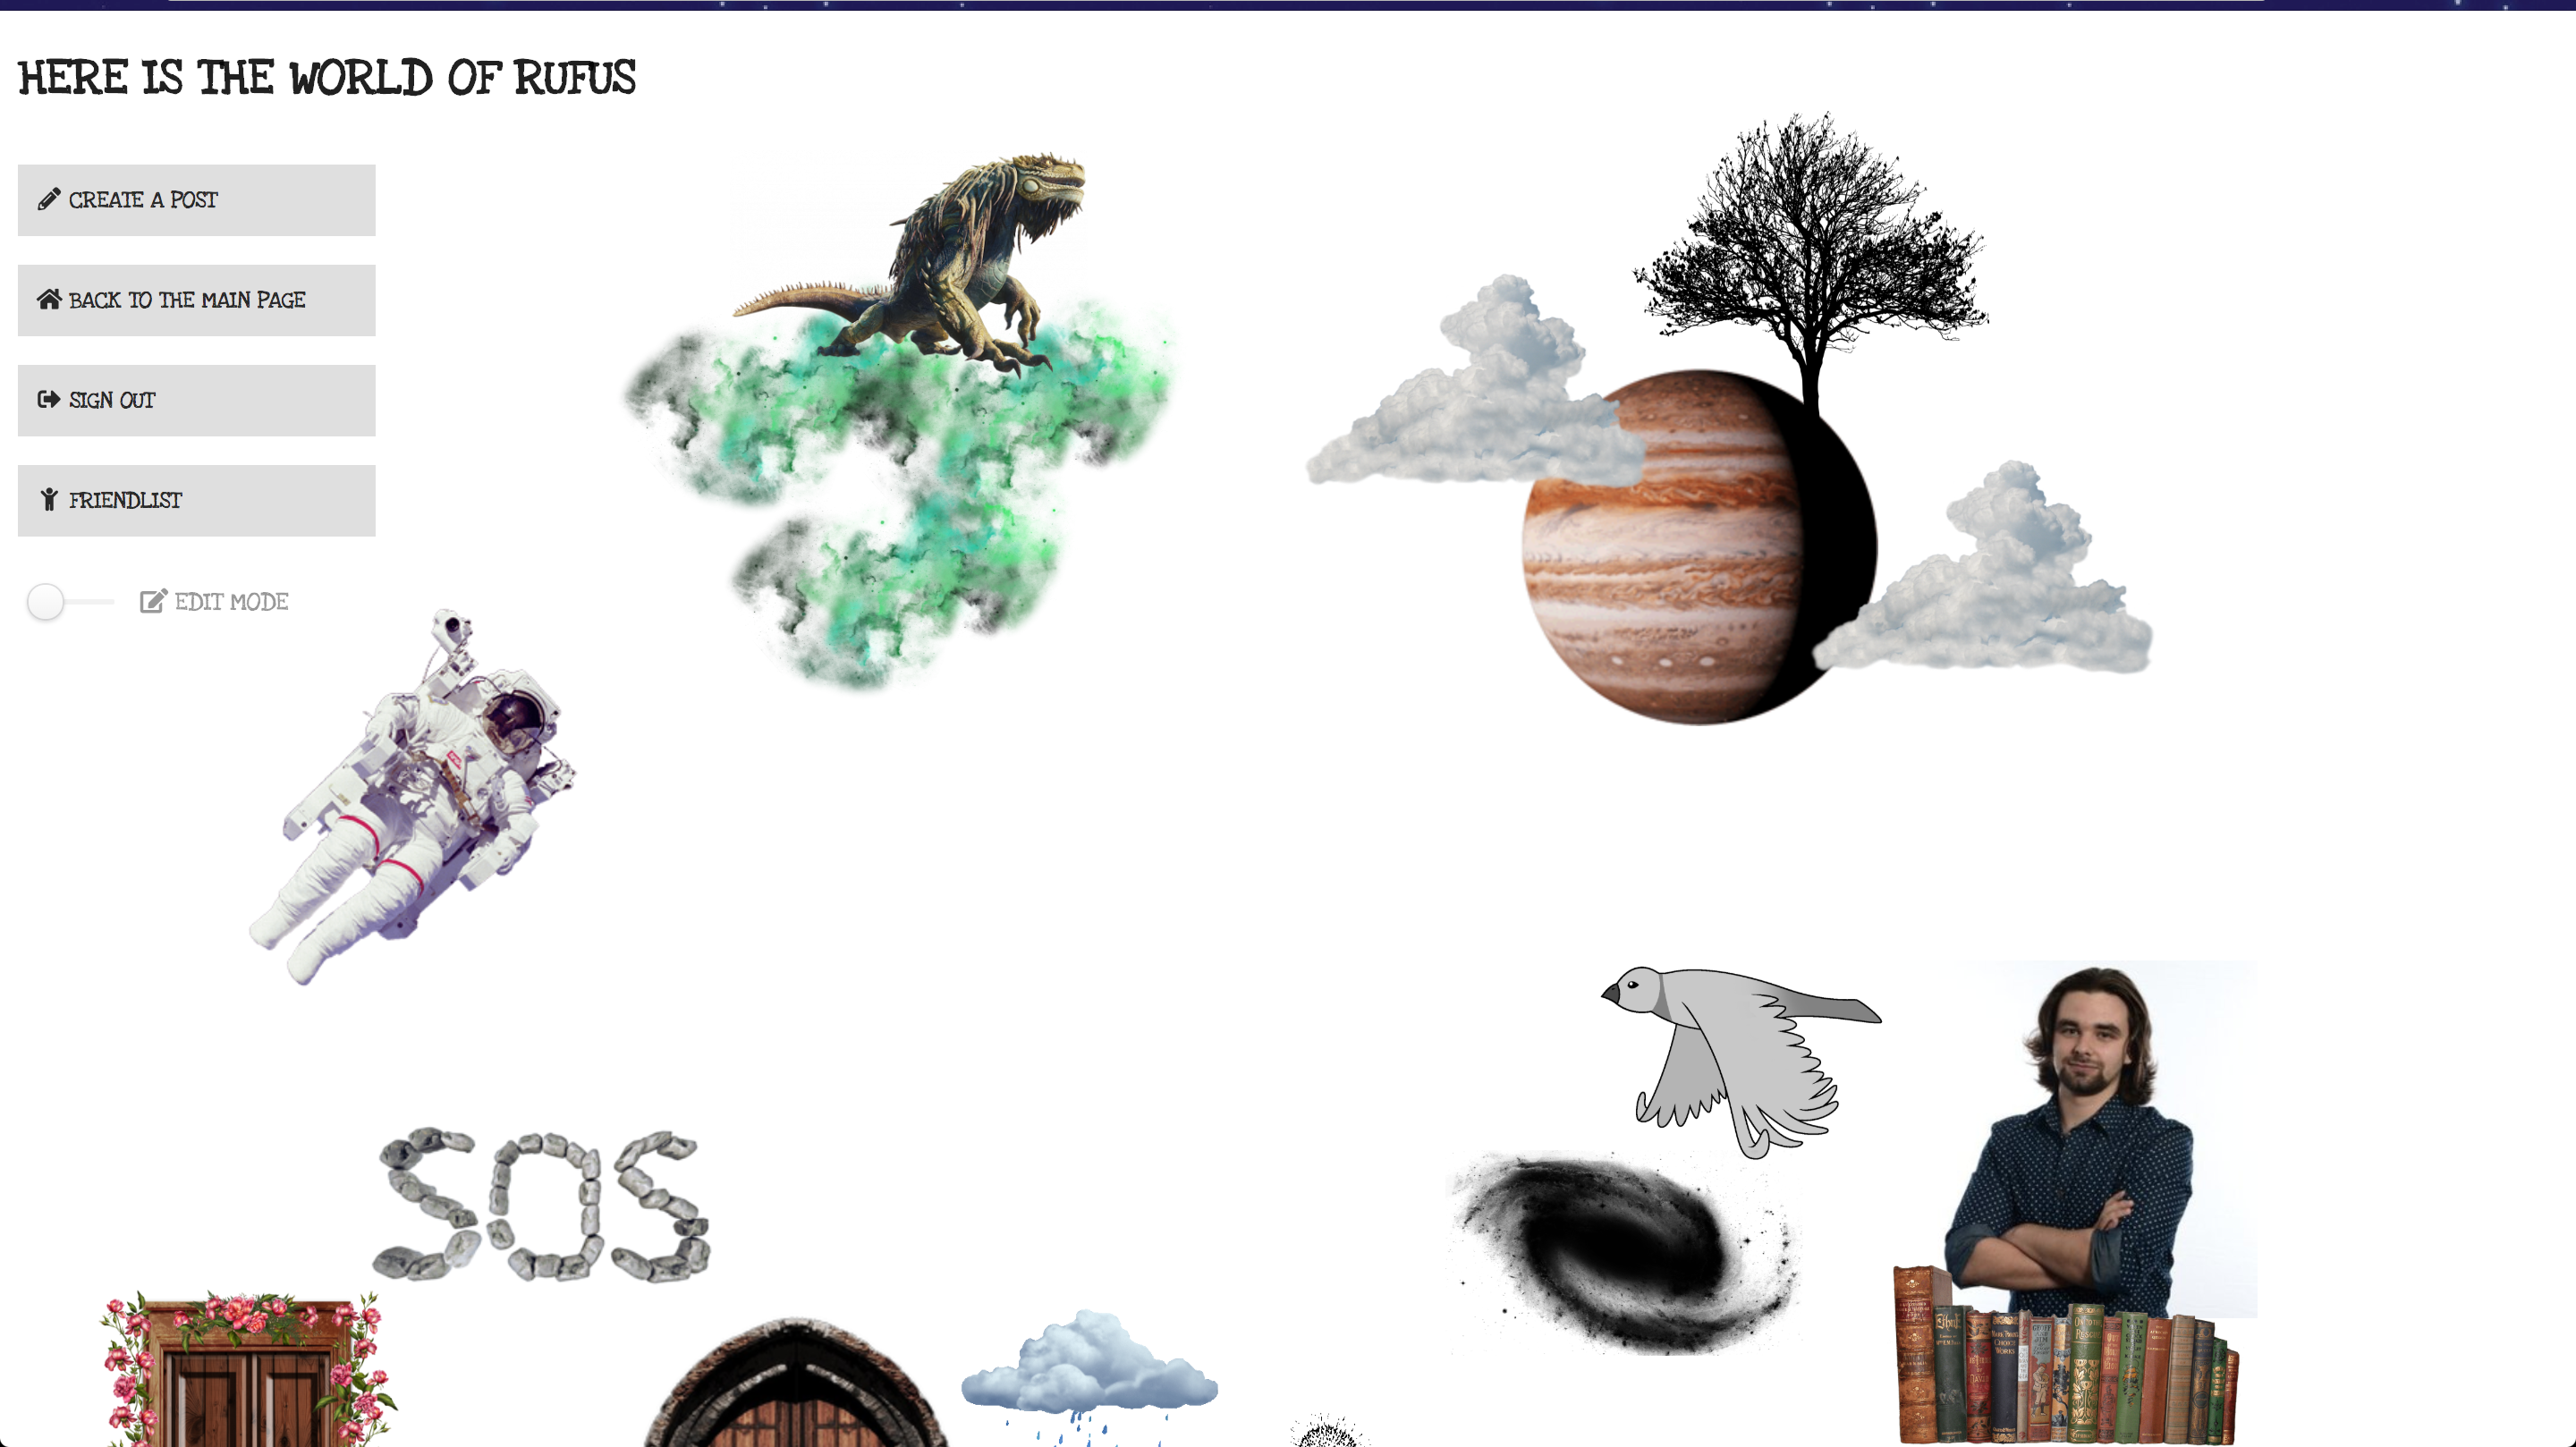 HERE IS THE WORLD OF RUFUS
CREATE A POST
BACK TO THE MAIN PAGE
SIGN OUT
FRIENDLIST
EDIT MODE
SOS